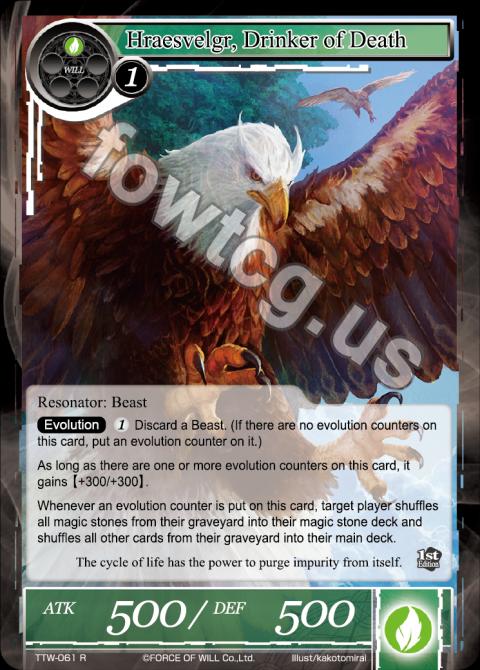 Hraesvelgr, Drinker of Death
WILL
1
fowtcg.us
Resonator: Beast
Evolution 1 Discard a Beast. (If there are no evolution counters on
this card, put an evolution counter on it.)
As long as there are one or more evolution counters on this card, it
gains 【+300/+300】.
Whenever an evolution counter is put on this card, target player shuffles
all magic stones from their graveyard into their magic stone deck and
shuffles all other cards from their graveyard into their main deck.
The cycle of life has the power to purge impurity from itself.
1st
Edition
ATK 500 / DEF 500
TTW-061 R ©FORCE OF WILL Co.,Ltd. Illust/kakotomirai